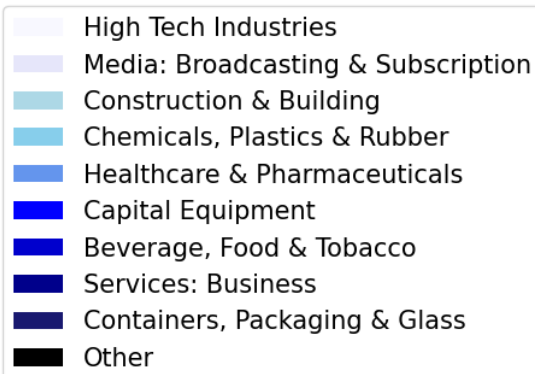 High Tech Industries
Media: Broadcasting & Subscription
Construction & Building
Chemicals, Plastics & Rubber
Healthcare & Pharmaceuticals
Capital Equipment
Beverage, Food & Tobacco
Services: Business
Containers, Packaging & Glass
Other